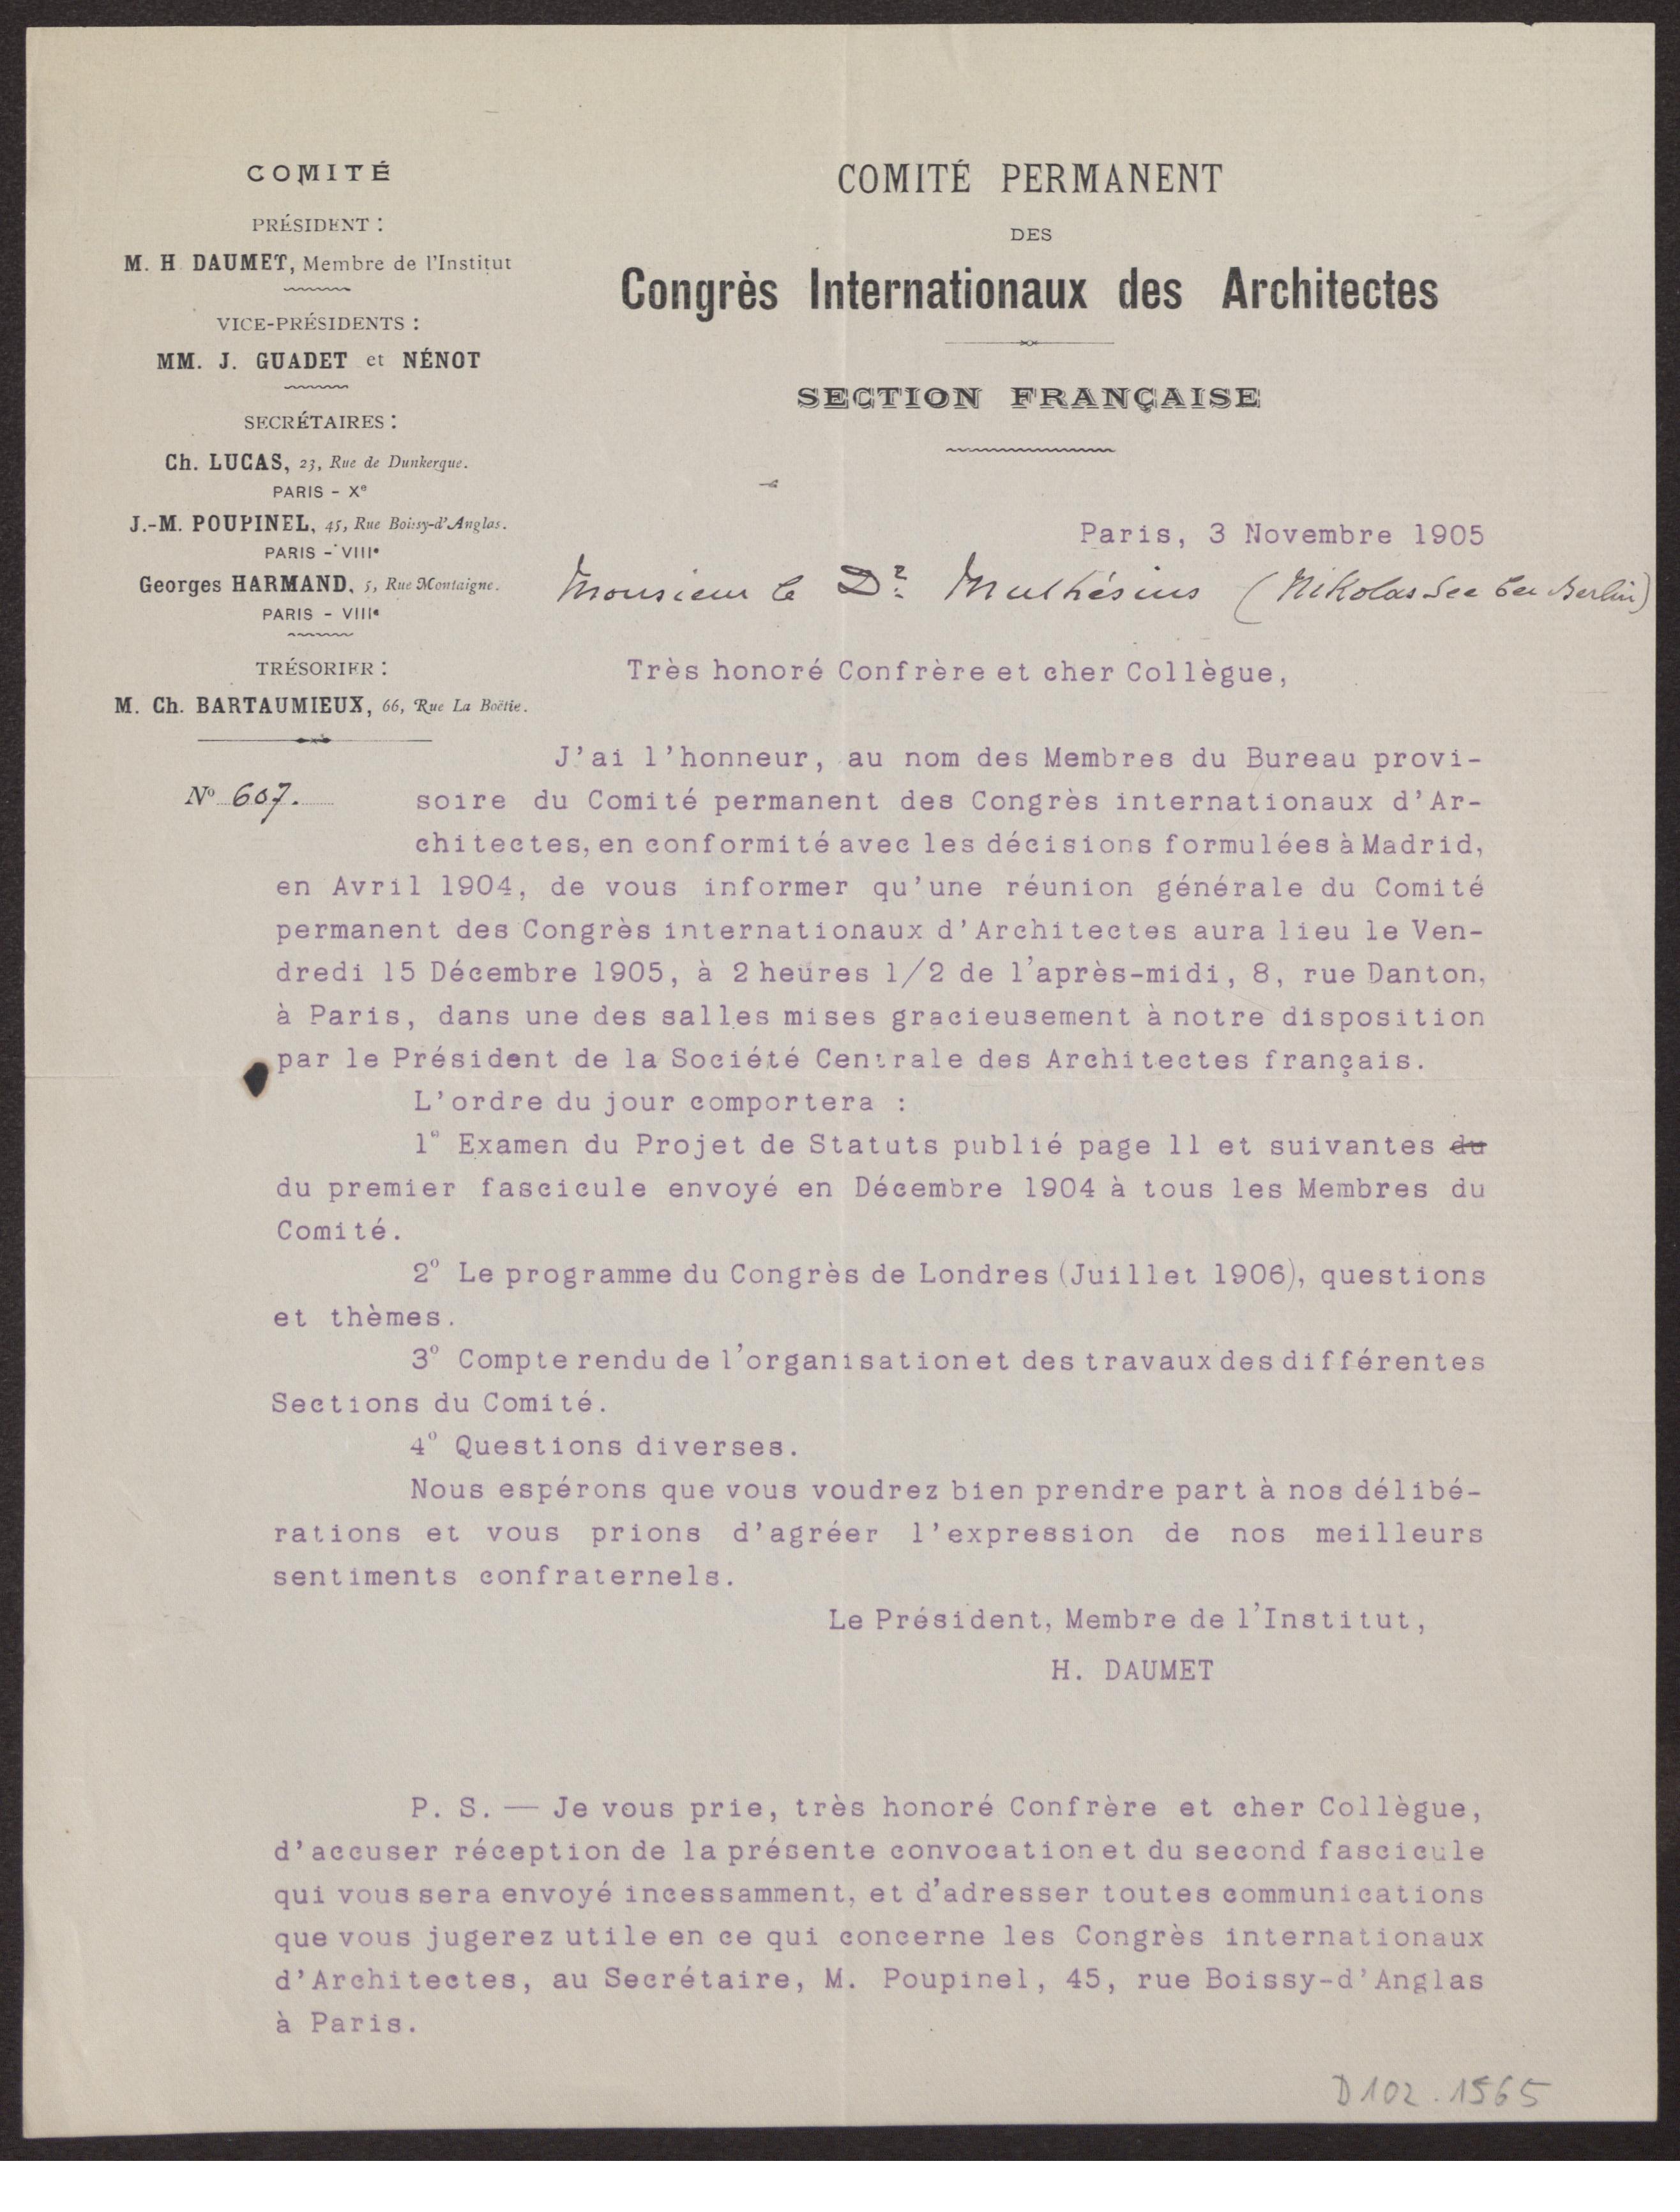 COMITÉ
PRÉSIDENT :
M. H. DAUMET, Membre de l'Institut
VICE-PRÉSIDENTS :
MM. J. GUADET et NÉNOT
SECRÉTAIRES :
Ch. LUCAS, 23, Rue de Dunkerque.
PARIS - Xe
J.-M. POUPINEL, 45, Rue Boissy-d'Anglas.
PARIS - VIIIe
Georges HARMAND, 5, Rue Montaigne.
PARIS - VIIIe
TRÉSORIER :
M. Ch. BARTAUMIEUX, 66, Rue La Boëtie.
No 607.
COMITÉ PERMANENT
DES
Congrès Internationaux des Architectes
SECTION FRANÇAISE
Paris, 3 Novembre 1905
Monsieur le Dr Muthésius (Nikolassee bei Berlin)
Très honoré Confrère et cher Collègue,
J'ai l'honneur, au nom des Membres du Bureau provi-
soire du Comité permanent des Congrès internationaux d'Ar-
chitectes, en conformité avec les décisions formulées à Madrid,
en Avril 1904, de vous informer qu'une réunion générale du Comité
permanent des Congrès internationaux d'Architectes aura lieu le Ven-
dredi 15 Décembre 1905, à 2 heures 1/2 de l'après-midi, 8, rue Danton,
à Paris, dans une des salles mises gracieusement à notre disposition
par le Président de la Société Centrale des Architectes français.
L'ordre du jour comportera :
1° Examen du Projet de Statuts publié page 11 et suivantes du
du premier fascicule envoyé en Décembre 1904 à tous les Membres du
Comité.
2° Le programme du Congrès de Londres (Juillet 1906), questions
et thèmes.
3° Compte rendu de l'organisation et des travaux des différentes
Sections du Comité.
4° Questions diverses.
Nous espérons que vous voudrez bien prendre part à nos délibé-
rations et vous prions d'agréer l'expression de nos meilleurs
sentiments confraternels.
Le Président, Membre de l'Institut,
H. DAUMET
P. S. — Je vous prie, très honoré Confrère et cher Collègue,
d'accuser réception de la présente convocation et du second fascicule
qui vous sera envoyé incessamment, et d'adresser toutes communications
que vous jugerez utile en ce qui concerne les Congrès internationaux
d'Architectes, au Secrétaire, M. Poupinel, 45, rue Boissy-d'Anglas
à Paris.
D102.1565